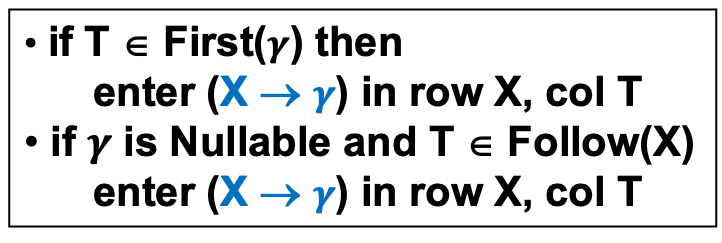 • if T ∈ First(γ) then
enter (X → γ) in row X, col T
• if γ is Nullable and T ∈ Follow(X)
enter (X → γ) in row X, col T